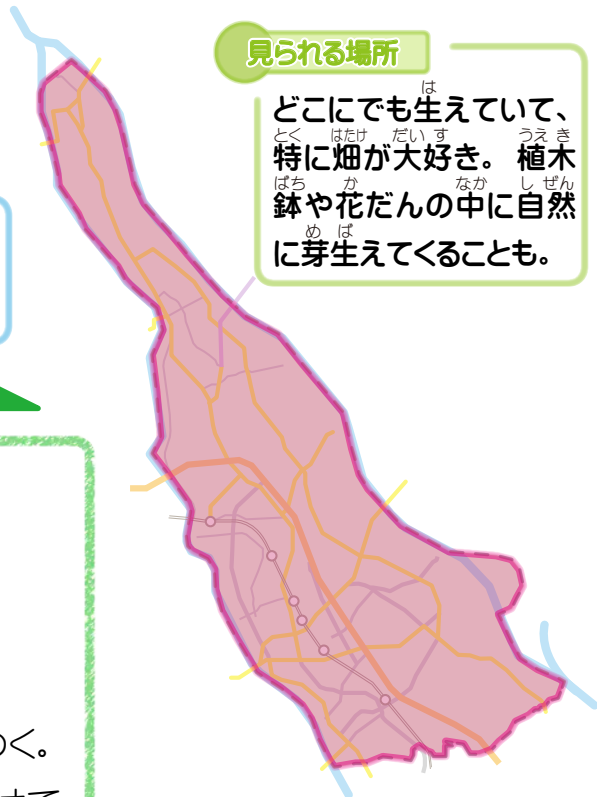 見られる場所
どこにでも生えていて、
特に畑が大好き。植木
鉢や花だんの中に自然
に芽生えてくることも。
く。